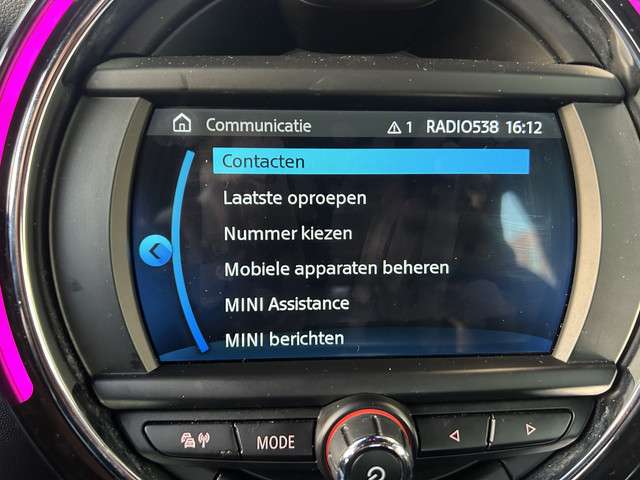 Communicatie 1 RADIO538 16:12
Contacten
Laatste oproepen
Nummer kiezen
Mobiele apparaten beheren
MINI Assistance
MINI berichten
MODE